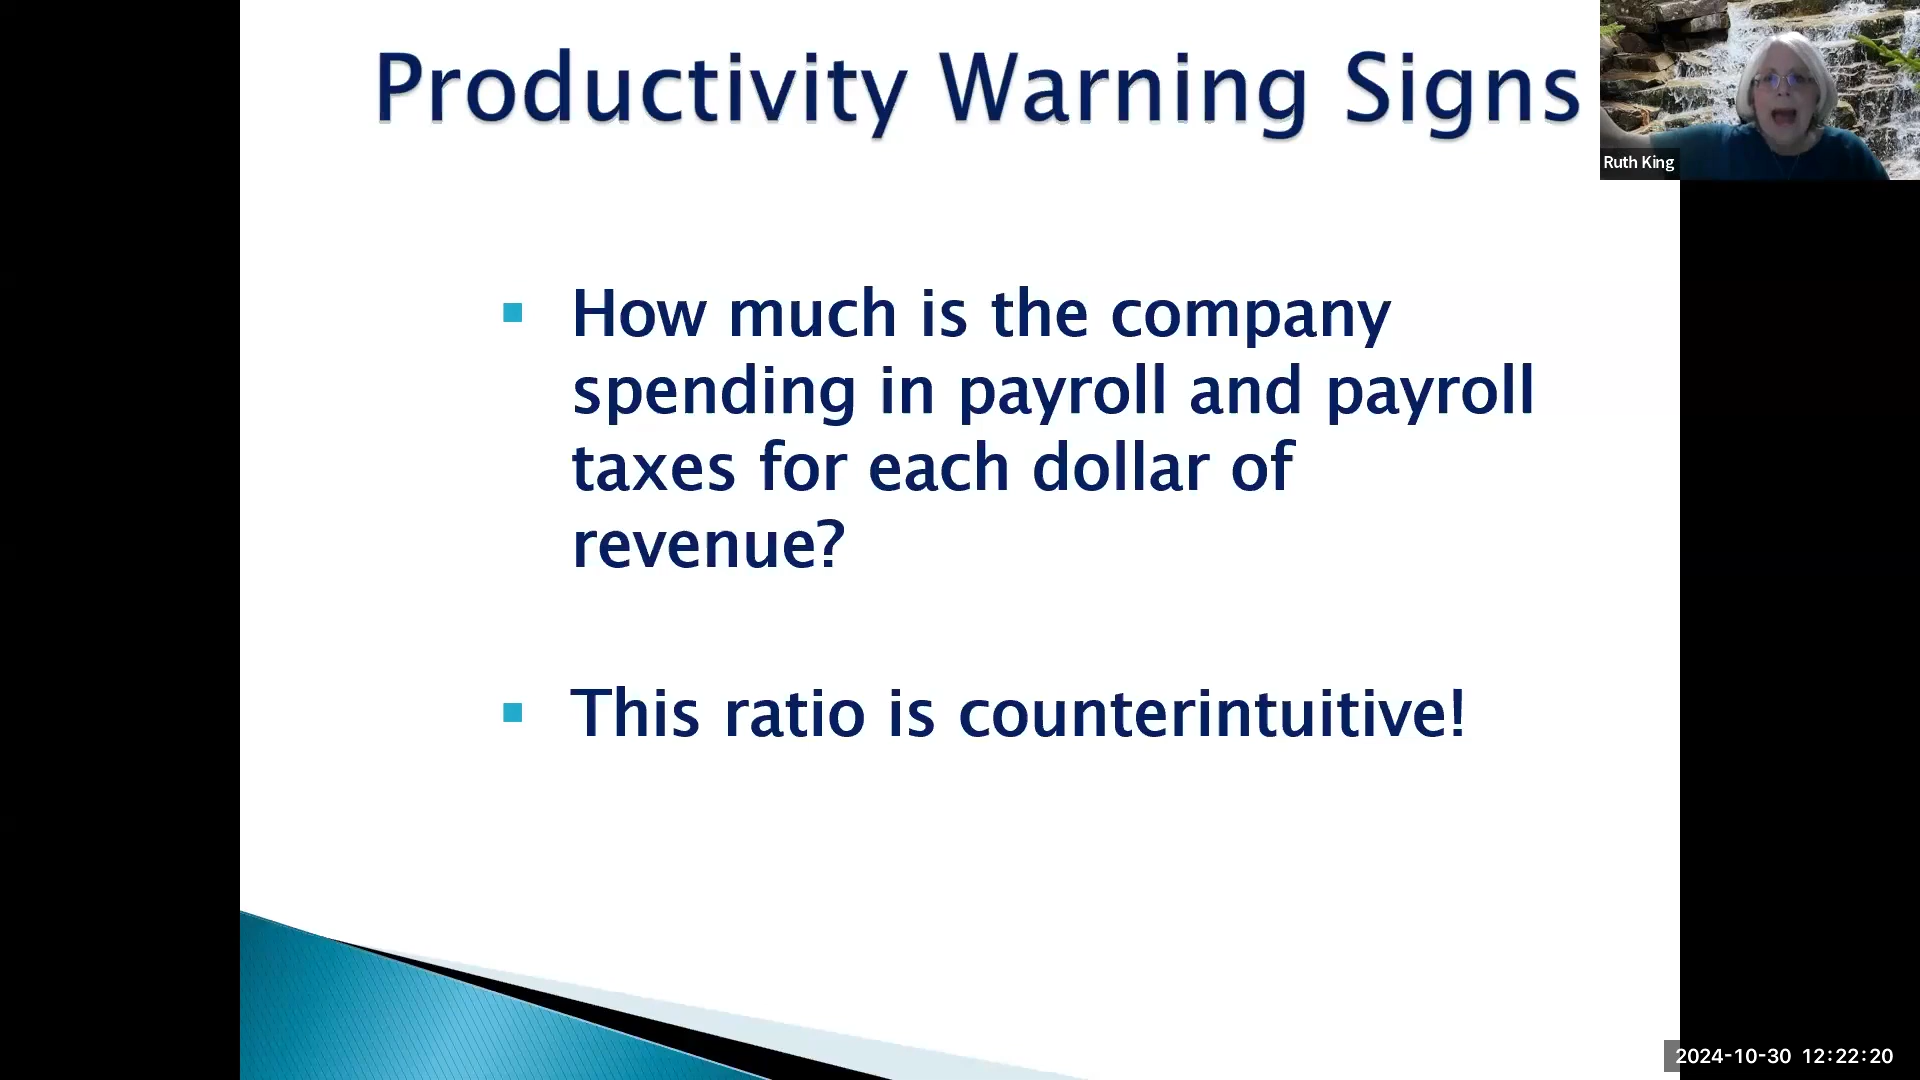 Productivity Warning Signs
Ruth King
How much is the company
spending in payroll and payroll
taxes for each dollar of
revenue?
This ratio is counterintuitive!
2024-10-30 12:22:20